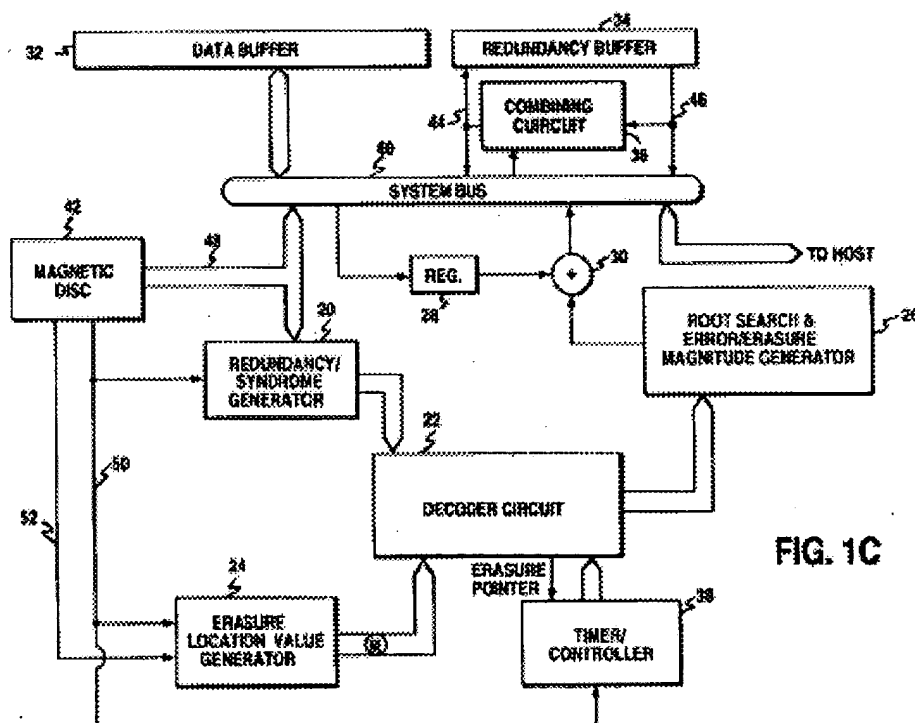 34
32
DATA BUFFER
REDUNDANCY BUFFER
44
COMBINING
CUIRCUIT
46
36
SYSTEM BUS
42
MAGNETIC
DISC
TO HOST
REG.
28
30
20
REDUNDANCY/
SYNDROME
GENERATOR
ROOT SEARCH &
ERROR/ERASURE
MAGNITUDE GENERATOR
26
22
DECODER CIRCUIT
50
52
FIG. 1C
24
ERASURE
LOCATION VALUE
GENERATOR
ERASURE
POINTER
38
TIMER/
CONTROLLER